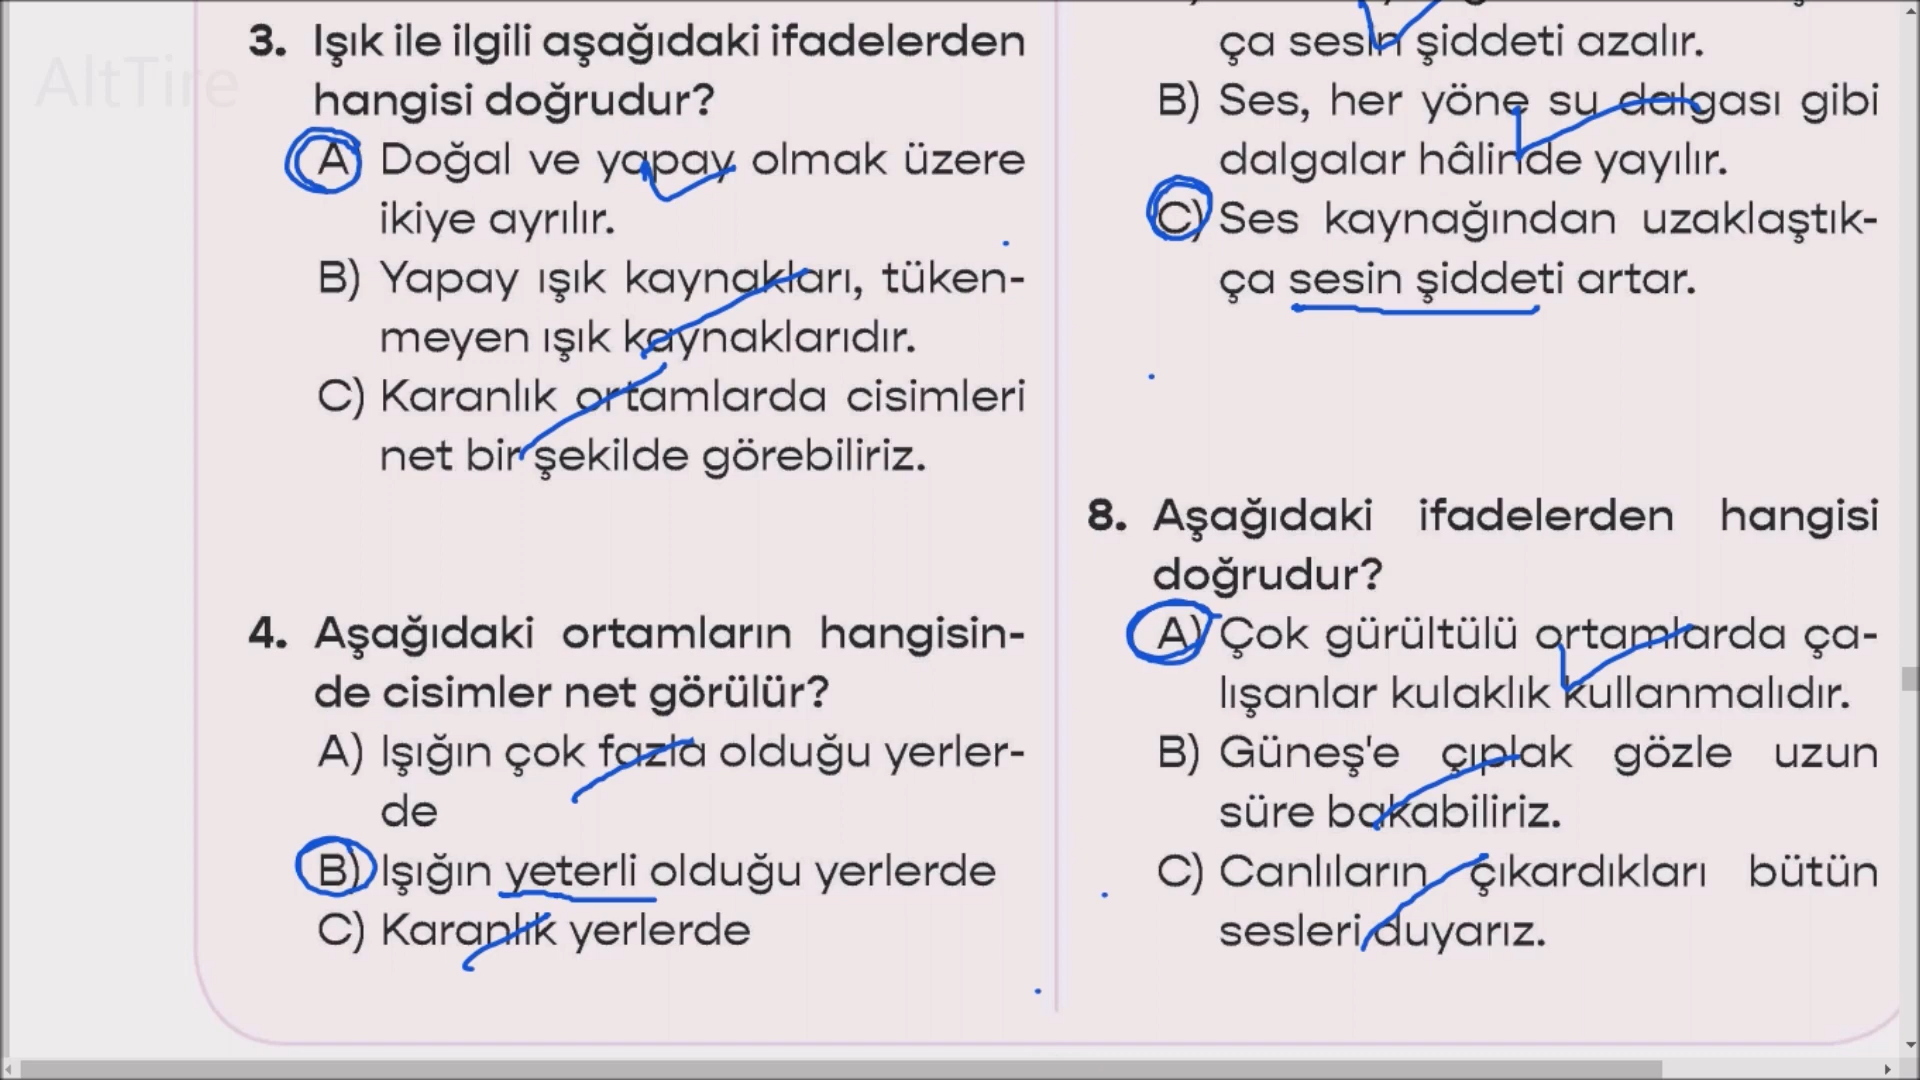 AltTire
3. Işık ile ilgili aşağıdaki ifadelerden
hangisi doğrudur?
A) Doğal ve yapay olmak üzere
ikiye ayrılır.
B) Yapay ışık kaynakları, tüken-
meyen ışık kaynaklarıdır.
C) Karanlık ortamlarda cisimleri
net bir şekilde görebiliriz.
4. Aşağıdaki ortamların hangisin-
de cisimler net görülür?
A) Işığın çok fazla olduğu yerler-
de
B) Işığın yeterli olduğu yerlerde
C) Karanlık yerlerde
ça sesin şiddeti azalır.
B) Ses, her yöne su dalgası gibi
dalgalar hâlinde yayılır.
C) Ses kaynağından uzaklaştık-
ça sesin şiddeti artar.
8. Aşağıdaki ifadelerden hangisi
doğrudur?
A) Çok gürültülü ortamlarda ça-
lışanlar kulaklık kullanmalıdır.
B) Güneş'e çıplak gözle uzun
süre bakabiliriz.
C) Canlıların çıkardıkları bütün
sesleri duyarız.